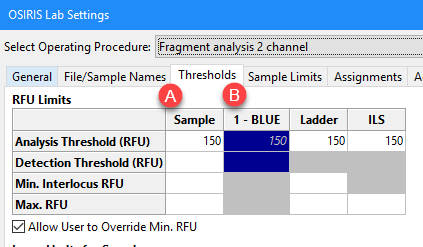 OSIRIS Lab Settings
Select Operating Procedure: Fragment analysis 2 channel
General File/Sample Names Thresholds Sample Limits Assignments A
A B
RFU Limits
Sample 1 - BLUE Ladder ILS
Analysis Threshold (RFU) 150 150 150 150
Detection Threshold (RFU)
Min. Interlocus RFU
Max. RFU
Allow User to Override Min. RFU